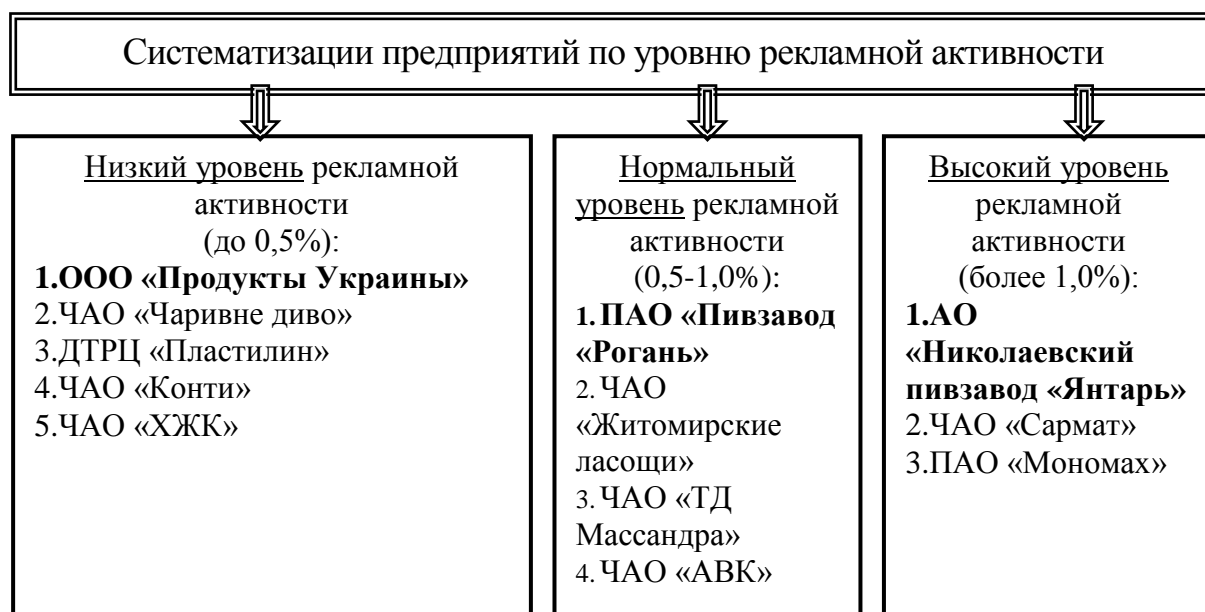 Систематизации предприятий по уровню рекламной активности
Низкий уровень рекламной
активности
(до 0,5%):
1.ООО «Продукты Украины»
2.ЧАО «Чаривне диво»
3.ДТРЦ «Пластилин»
4.ЧАО «Конти»
5.ЧАО «ХЖК»
Нормальный
уровень рекламной
активности
(0,5-1,0%):
1. ПАО «Пивзавод
«Рогань»
2. ЧАО
«Житомирские
ласощи»
3. ЧАО «ТД
Массандра»
4. ЧАО «АВК»
Высокий уровень
рекламной
активности
(более 1,0%):
1.АО
«Николаевский
пивзавод «Янтарь»
2.ЧАО «Сармат»
3.ПАО «Мономах»